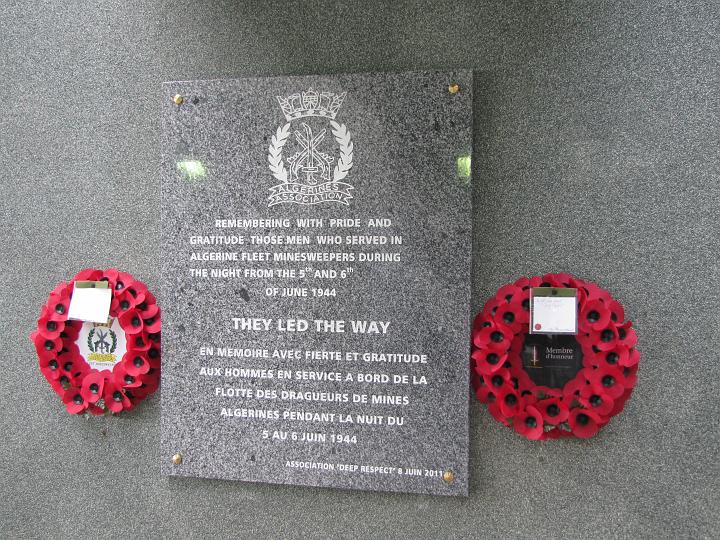 ALGERINES
ASSOCIATION
REMEMBERING WITH PRIDE AND
GRATITUDE THOSE MEN WHO SERVED IN
ALGERINE FLEET MINESWEEPERS DURING
THE NIGHT FROM THE 5th AND 6th
OF JUNE 1944
THEY LED THE WAY
EN MEMOIRE AVEC FIERTE ET GRATITUDE
AUX HOMMES EN SERVICE A BORD DE LA
FLOTTE DES DRAGUEURS DE MINES
ALGERINES PENDANT LA NUIT DU
5 AU 6 JUIN 1944
ASSOCIATION "DEEP RESPECT" 8 JUIN 2011
Membre
d'honneur